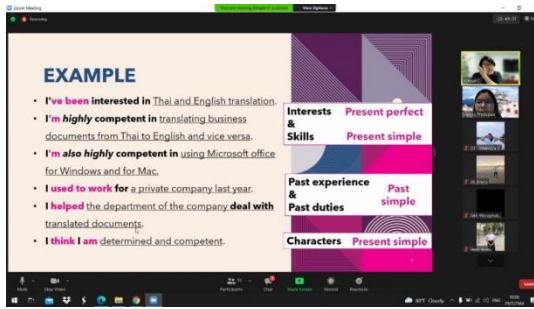 Zoom Meeting
View Options
Recording
EXAMPLE
• I've been interested in Thai and English translation.
• I'm highly competent in translating business
documents from Thai to English and vice versa.
• I'm also highly competent in using Microsoft office
for Windows and for Mac.
• I used to work for a private company last year.
• I helped the department of the company deal with
translated documents.
• I think I am determined and competent.
Interests
&
Skills
Present perfect
Present simple
Past experience
&
Past duties
Past
simple
Characters
Present simple
Mute
Stop Video
Participants
Chat
Share Screen
Record
Reactions
Cloudy